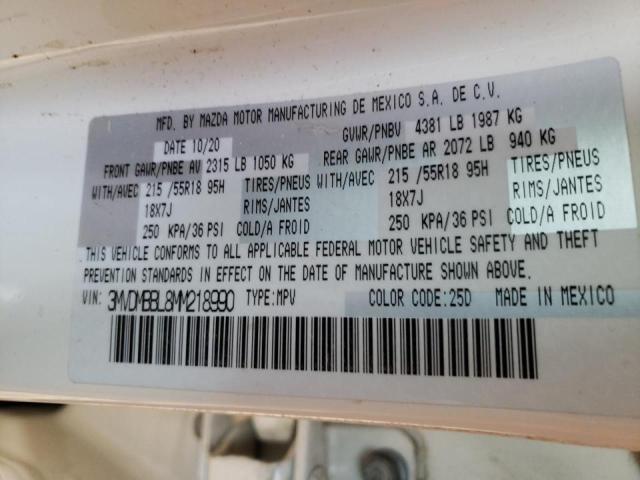 MFD. BY MAZDA MOTOR MANUFACTURING DE MEXICO S.A. DE C.V.
DATE 10/20 GVWR/PNBV 4381 LB 1987 KG
FRONT GAWR/PNBE AV 2315 LB 1050 KG REAR GAWR/PNBE AR 2072 LB 940 KG
WITH/AVEC 215 /55R18 95H TIRES/PNEUS WITH/AVEC 215 /55R18 95H TIRES/PNEUS
18X7J RIMS/JANTES 18X7J RIMS/JANTES
250 KPA/36 PSI COLD/A FROID 250 KPA/36 PSI COLD/A FROID
THIS VEHICLE CONFORMS TO ALL APPLICABLE FEDERAL MOTOR VEHICLE SAFETY AND THEFT
PREVENTION STANDARDS IN EFFECT ON THE DATE OF MANUFACTURE SHOWN ABOVE.
VIN: 3MVDMBBL8MM218990 TYPE:MPV COLOR CODE:25D MADE IN MEXICO